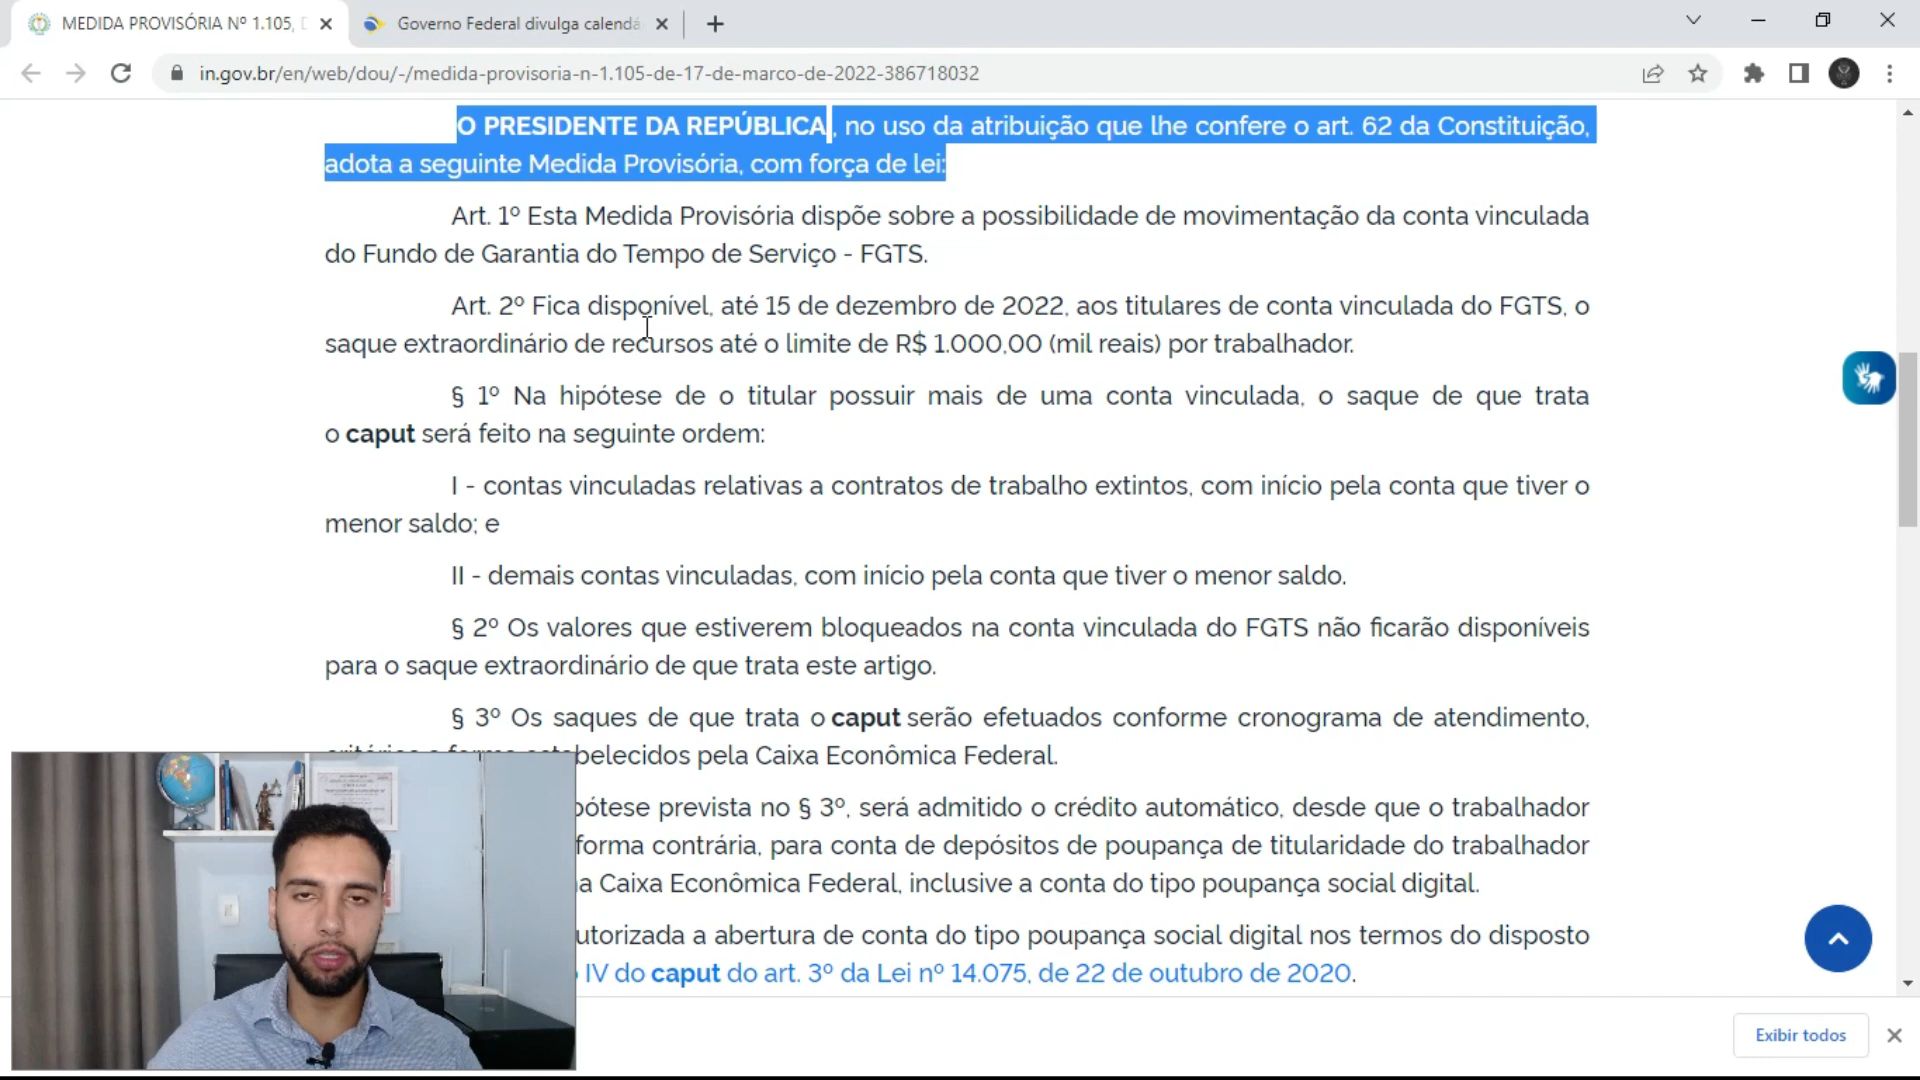 MEDIDA PROVISÓRIA Nº 1.105,
Governo Federal divulga calendá
in.gov.br/en/web/dou/-/medida-provisoria-n-1.105-de-17-de-marco-de-2022-386718032
O PRESIDENTE DA REPÚBLICA , no uso da atribuição que lhe confere o art. 62 da Constituição,
adota a seguinte Medida Provisória, com força de lei:
Art. 1º Esta Medida Provisória dispõe sobre a possibilidade de movimentação da conta vinculada
do Fundo de Garantia do Tempo de Serviço - FGTS.
Art. 2º Fica disponível, até 15 de dezembro de 2022, aos titulares de conta vinculada do FGTS, o
saque extraordinário de recursos até o limite de R$ 1.000,00 (mil reais) por trabalhador.
§ 1º Na hipótese de o titular possuir mais de uma conta vinculada, o saque de que trata
o caput será feito na seguinte ordem:
I - contas vinculadas relativas a contratos de trabalho extintos, com início pela conta que tiver o
menor saldo; e
II - demais contas vinculadas, com início pela conta que tiver o menor saldo.
§ 2º Os valores que estiverem bloqueados na conta vinculada do FGTS não ficarão disponíveis
para o saque extraordinário de que trata este artigo.
§ 3º Os saques de que trata o caput serão efetuados conforme cronograma de atendimento,
belecidos pela Caixa Econômica Federal.
pótese prevista no § 3º, será admitido o crédito automático, desde que o trabalhador
forma contrária, para conta de depósitos de poupança de titularidade do trabalhador
a Caixa Econômica Federal, inclusive a conta do tipo poupança social digital.
utorizada a abertura de conta do tipo poupança social digital nos termos do disposto
IV do caput do art. 3º da Lei nº 14.075, de 22 de outubro de 2020.
Exibir todos